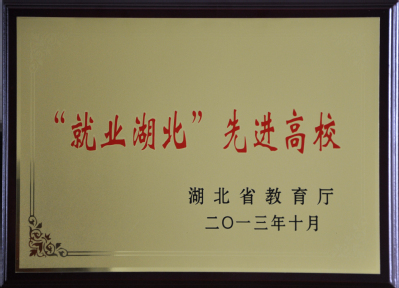 “就业湖北”先进高校
湖北省教育厅
二〇一三年十月